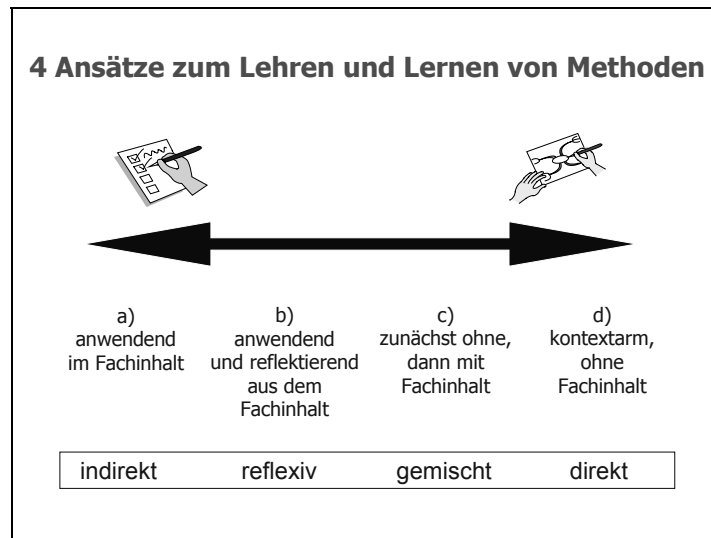 4 Ansätze zum Lehren und Lernen von Methoden
a)
anwendend
im Fachinhalt
b)
anwendend
und reflektierend
aus dem
Fachinhalt
c)
zunächst ohne,
dann mit
Fachinhalt
d)
kontextarm,
ohne
Fachinhalt
indirekt reflexiv gemischt direkt